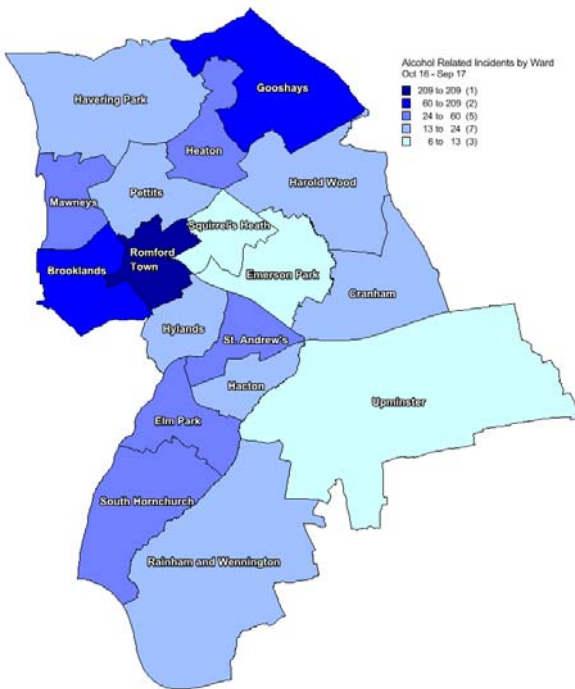 Alcohol Related Incidents by Ward
Oct 16 - Sep 17
209 to 209 (1)
60 to 209 (2)
24 to 60 (5)
13 to 24 (7)
6 to 13 (3)
Gooshays
Havering Park
Heaton
Harold Wood
Pettits
Mawneys
Squirrel's Heath
Romford
Town
Brooklands
Emerson Park
Cranham
Hylands
St. Andrew's
Hacton
Upminster
Elm Park
South Hornchurch
Rainham and Wennington